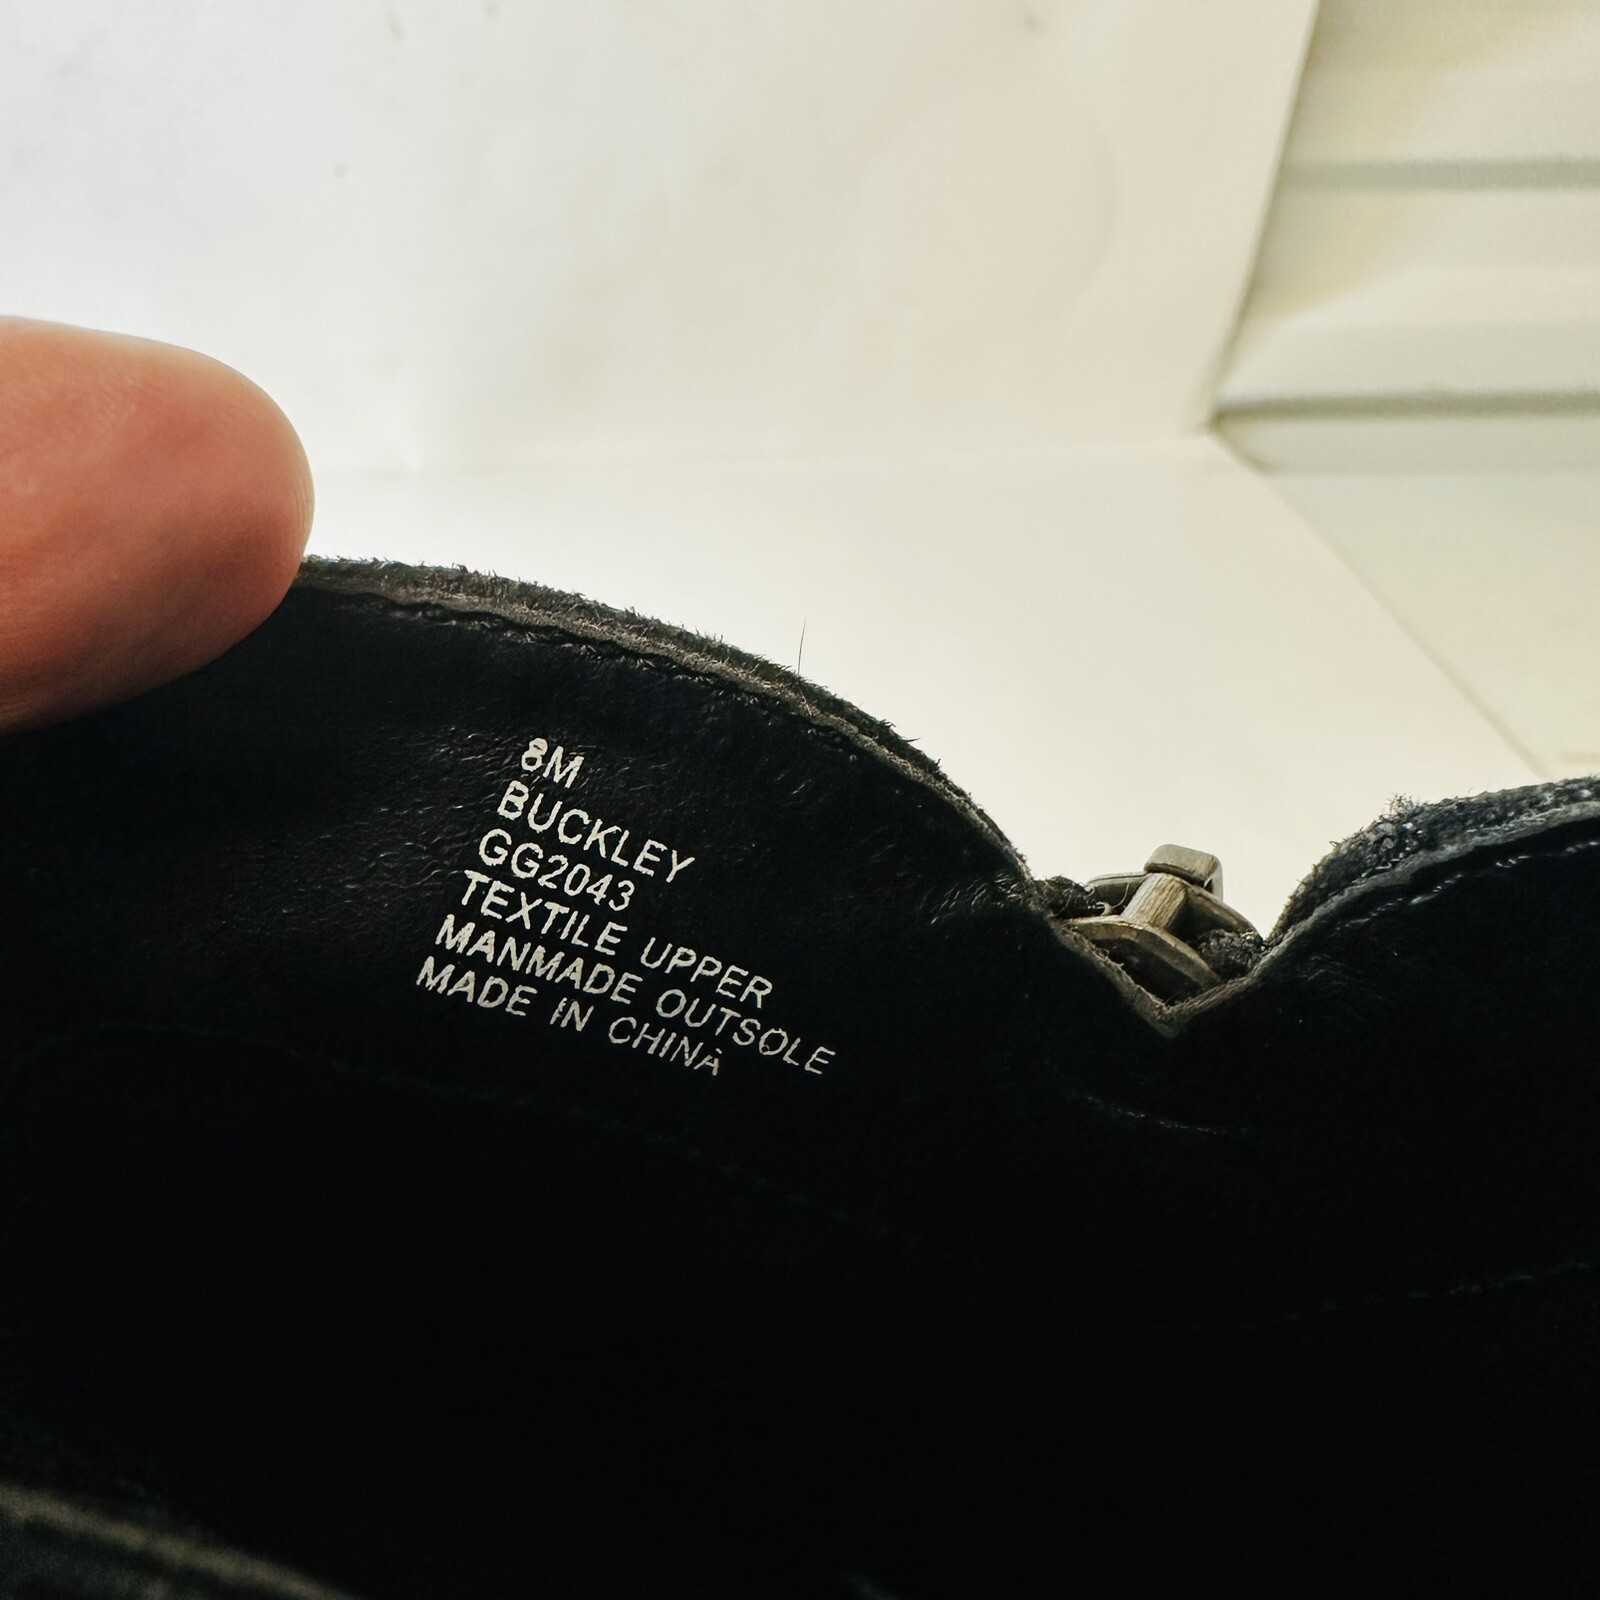 8M
BUCKLEY
GG2043
TEXTILE UPPER
MANMADE OUTSOLE
MADE IN CHINA